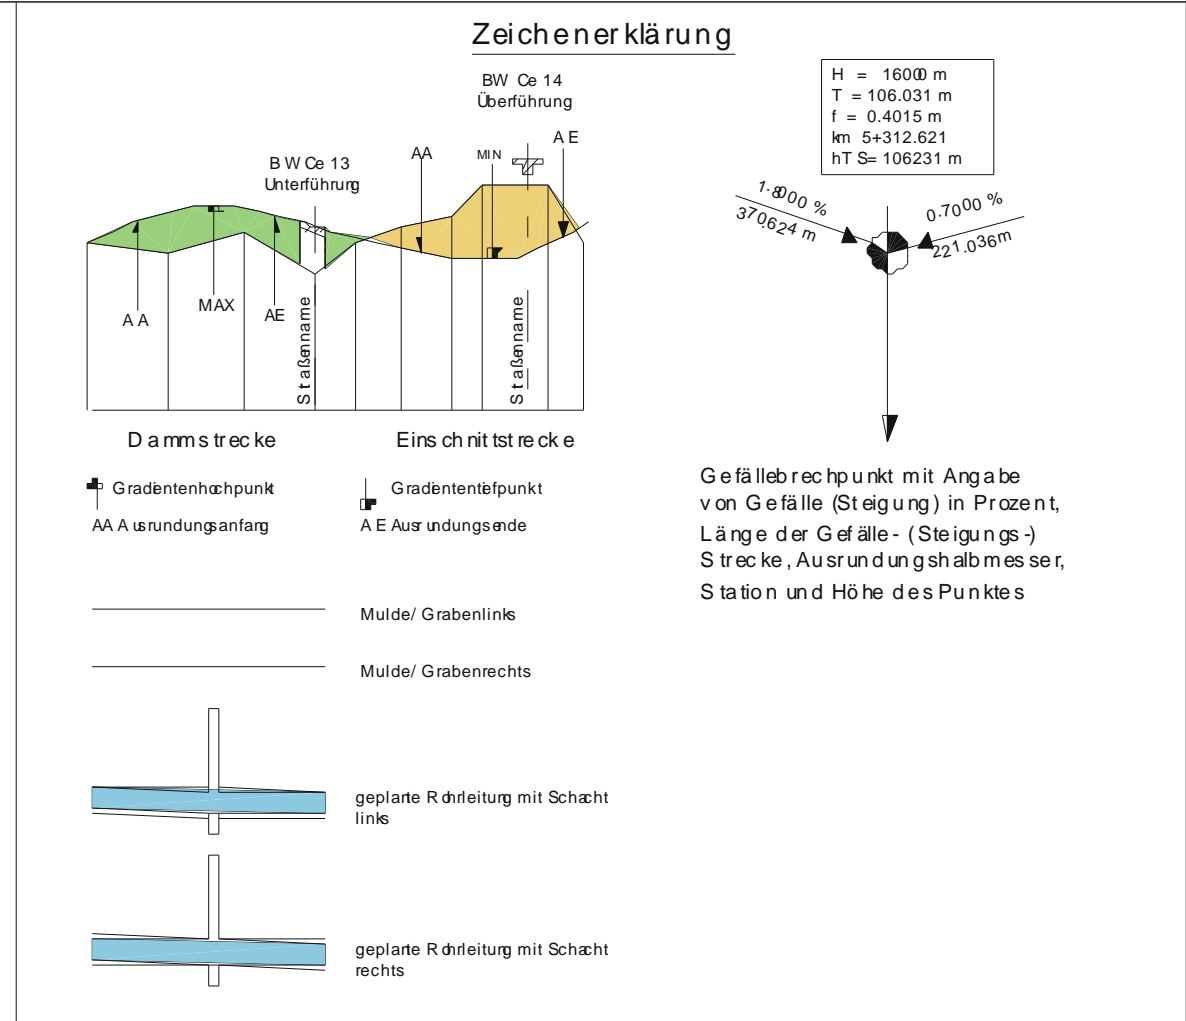 Zeichenerklärung
BW Ce 14
Überführung
BW Ce 13
Unterführung
AA
MIN
AE
AA
MAX
AE
Staßenname
Staßenname
Dammstrecke
Einschnittstrecke
Gradientenhochpunkt
Gradiententiefpunkt
AA Ausrundungsanfang
AE Ausrundungsende
Mulde/ Grabenlinks
Mulde/ Grabenrechts
geplante Rohrleitung mit Schacht
links
geplante Rohrleitung mit Schacht
rechts
H = 16000 m
T = 106.031 m
f = 0.4015 m
km 5+312.621
hTS= 106231 m
1.8000 %
370.624 m
0.7000 %
221.036m
Gefällebrechpunkt mit Angabe
von Gefälle (Steigung) in Prozent,
Länge der Gefälle- (Steigungs-)
Strecke, Ausrundungshalbmesser,
Station und Höhe des Punktes